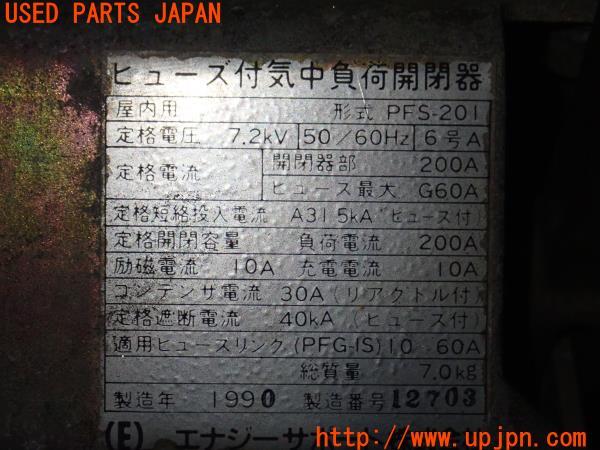 USED PARTS JAPAN
ヒューズ付気中負荷開閉器
屋内用 形式 PFS-201
定格電圧 7.2kV 50/60Hz 6号A
定格電流 開閉器部 200A
ヒューズ最大 G60A
定格短絡投入電流 A31.5kA (ヒューズ付)
定格開閉容量 負荷電流 200A
励磁電流 10A 充電電流 10A
コンデンサ電流 30A (リアクトル付)
定格遮断電流 40kA (ヒューズ付)
適用ヒューズリンク (PFG-IS) 10 60A
総質量 7.0kg
製造年 1990 製造番号 12703
(E) エナジーサ
© www.upjpn.com